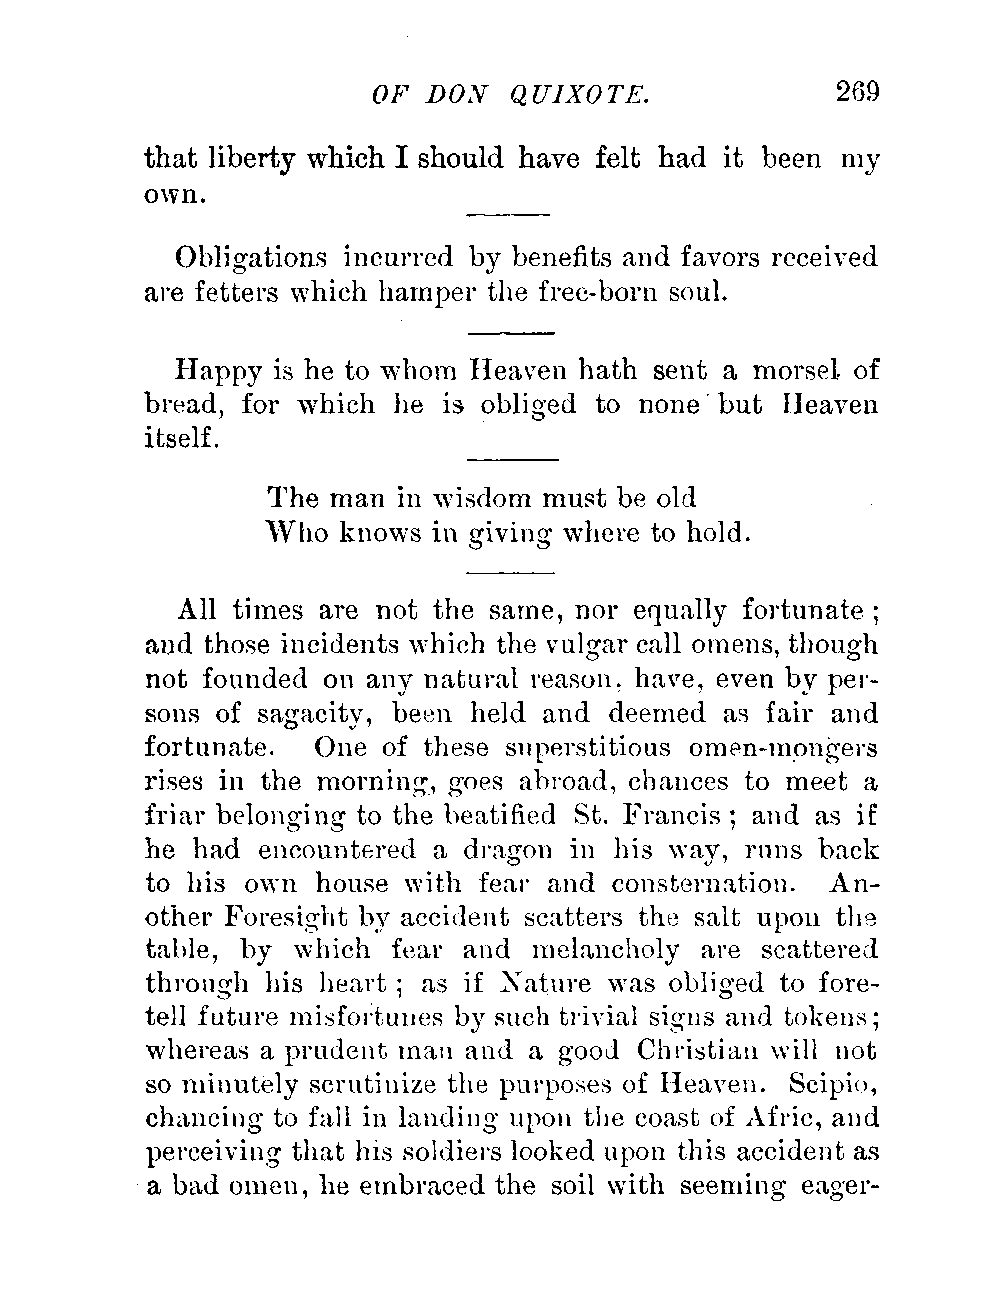 OF DON QUIXOTE. 269
that liberty which I should have felt had it been my
own.
Obligations incurred by benefits and favors received
are fetters which hamper the free-born soul.
Happy is he to whom Heaven hath sent a morsel of
bread, for which he is obliged to none but Heaven
itself.
The man in wisdom must be old
Who knows in giving where to hold.
All times are not the same, nor equally fortunate ;
and those incidents which the vulgar call omens, though
not founded on any natural reason, have, even by per-
sons of sagacity, been held and deemed as fair and
fortunate. One of these superstitious omen-mongers
rises in the morning, goes abroad, chances to meet a
friar belonging to the beatified St. Francis ; and as if
he had encountered a dragon in his way, runs back
to his own house with fear and consternation. An-
other Foresight by accident scatters the salt upon the
table, by which fear and melancholy are scattered
through his heart ; as if Nature was obliged to fore-
tell future misfortunes by such trivial signs and tokens ;
whereas a prudent man and a good Christian will not
so minutely scrutinize the purposes of Heaven. Scipio,
chancing to fall in landing upon the coast of Afric, and
perceiving that his soldiers looked upon this accident as
a bad omen, he embraced the soil with seeming eager-